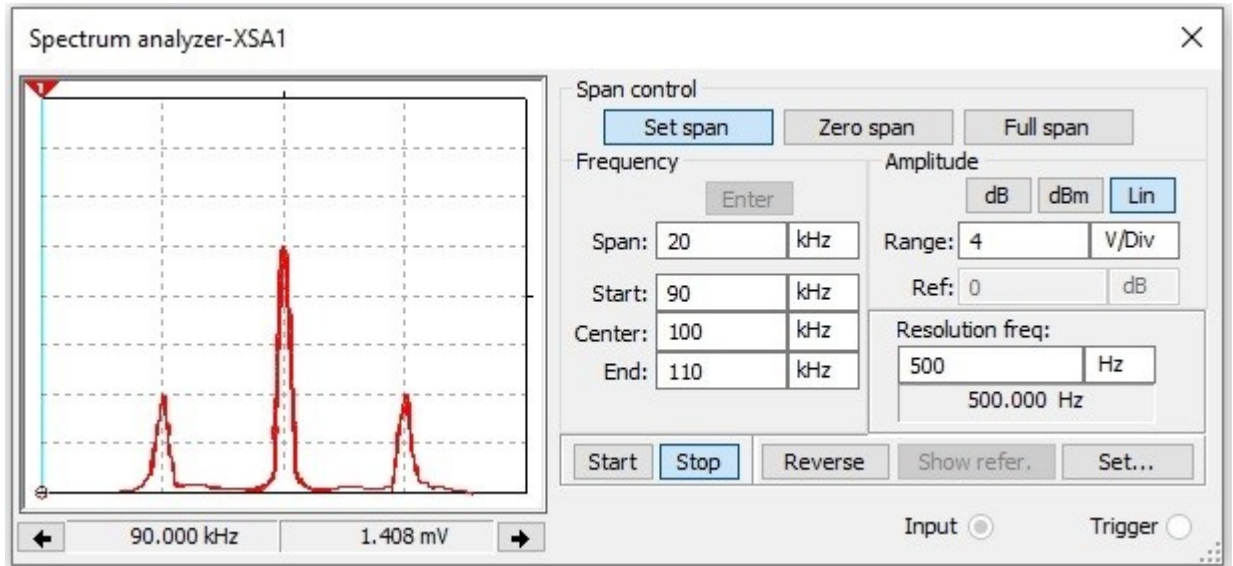 Spectrum analyzer-XSA1
1
Span control
Set span Zero span Full span
Frequency Amplitude
Enter dB dBm Lin
Span: 20 kHz Range: 4 V/Div
Start: 90 kHz Ref: 0 dB
Center: 100 kHz Resolution freq:
End: 110 kHz 500 Hz
500.000 Hz
Start Stop Reverse Show refer. Set...
90.000 kHz 1.408 mV Input Trigger